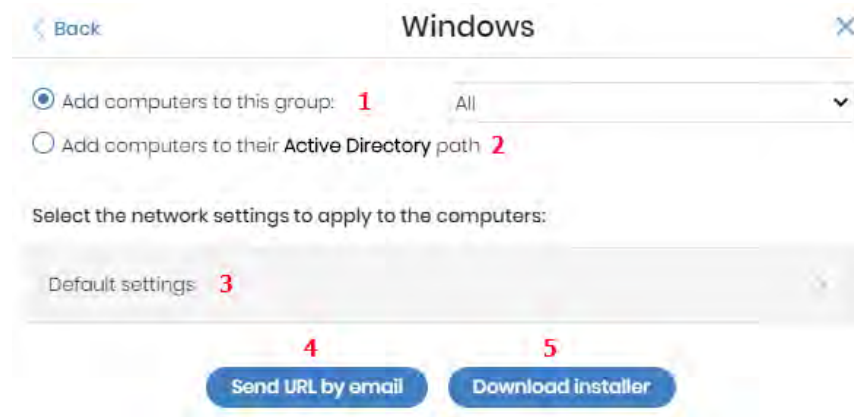 Back Windows
Add computers to this group: 1 All
Add computers to their Active Directory path 2
Select the network settings to apply to the computers:
Default settings 3
4 5
Send URL by email Download installer